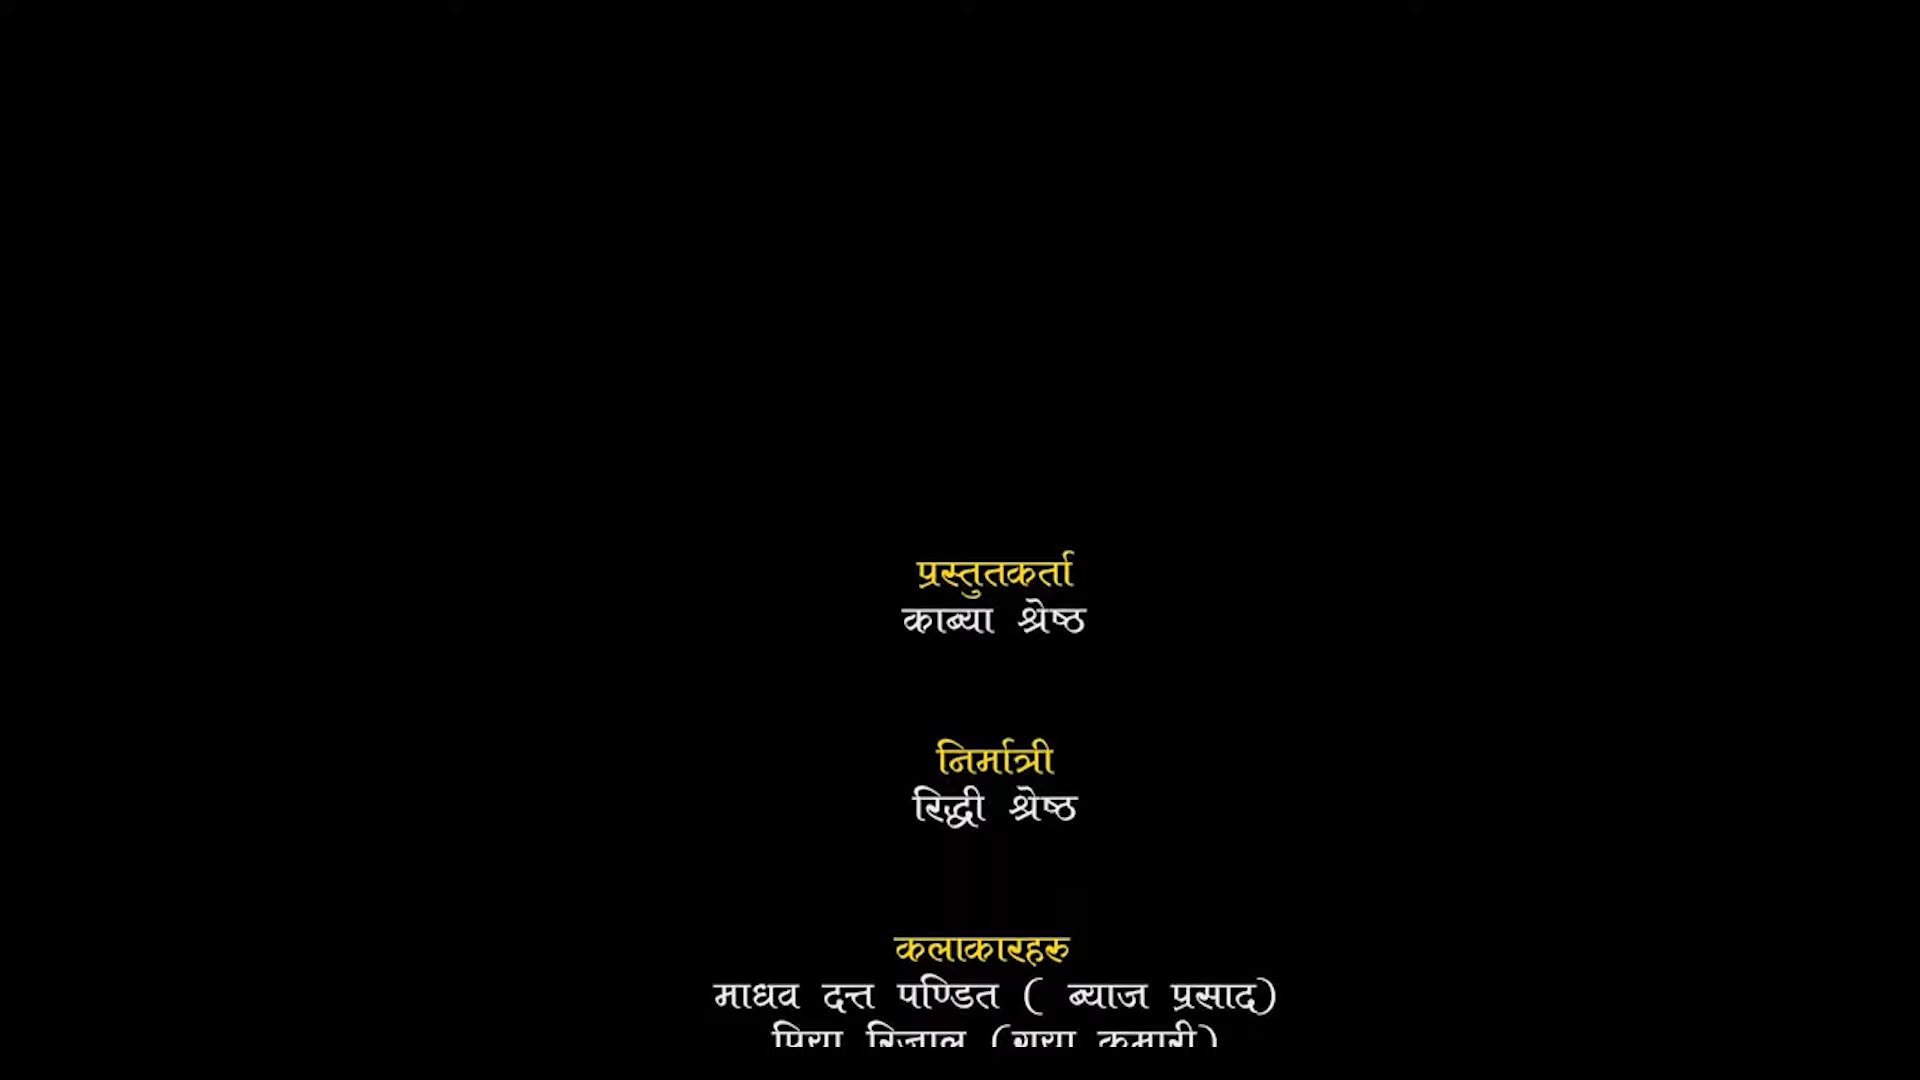 प्रस्तुतकर्ता
काब्या श्रेष्ठ
निर्मात्री
रिद्धी श्रेष्ठ
कलाकारहरु
माधव दत्त पण्डित ( ब्याज प्रसाद)
रिजाल